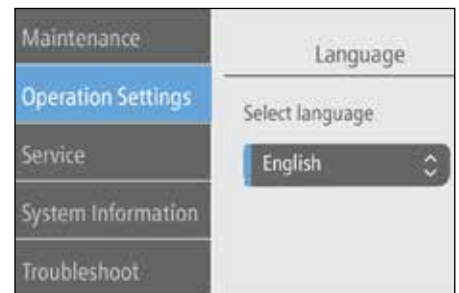 Maintenance
Operation Settings
Service
System Information
Troubleshoot
Language
Select language
English